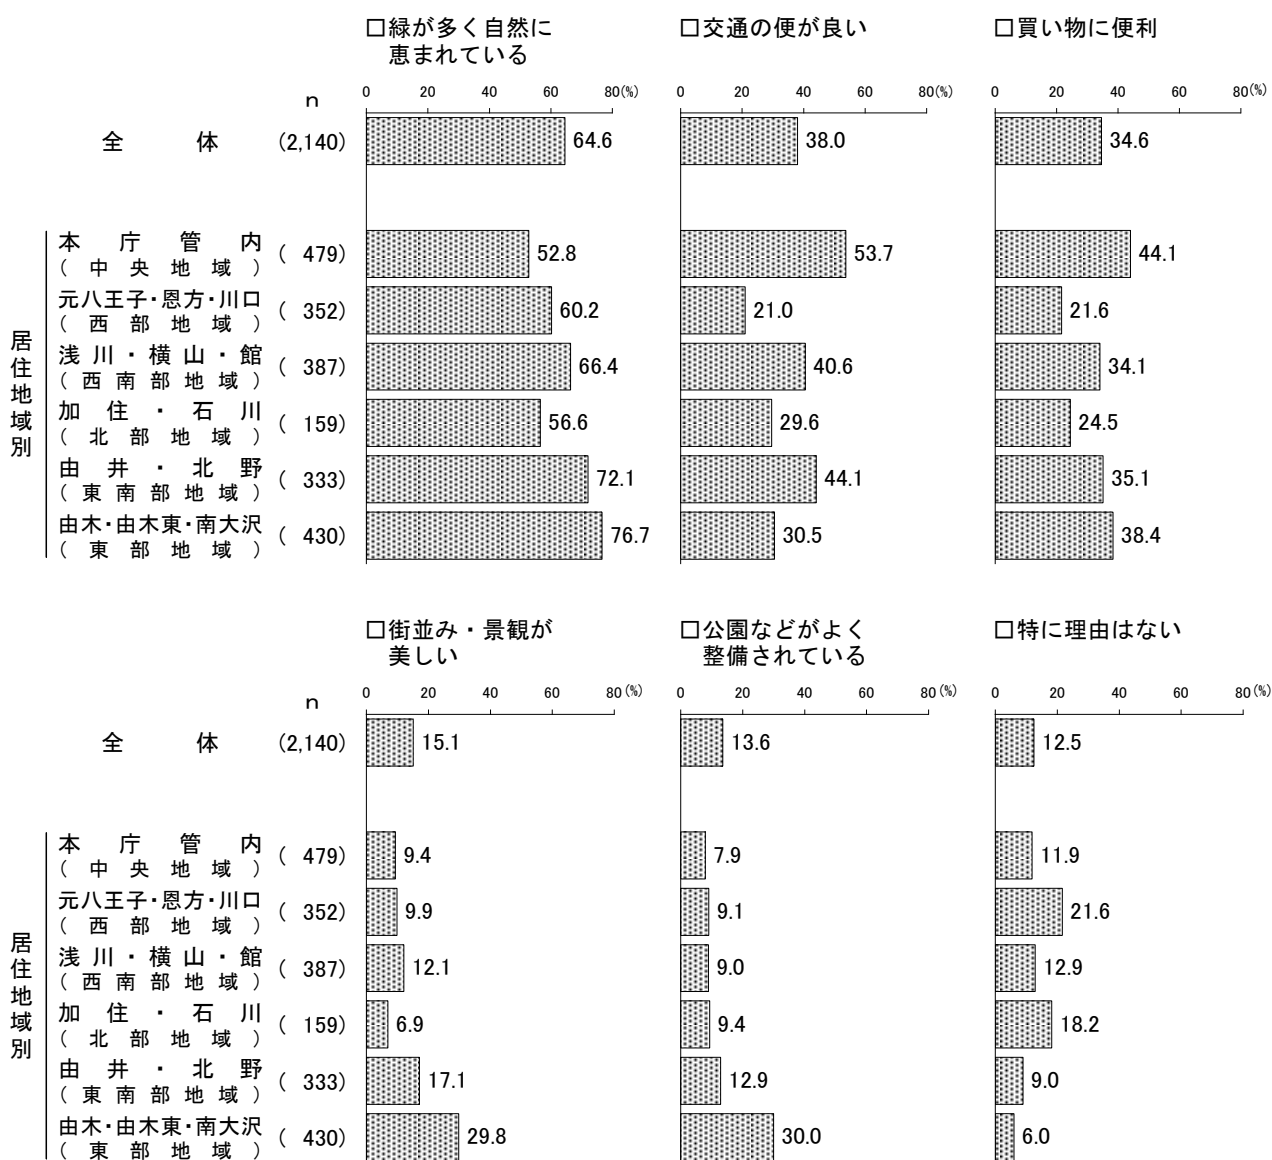 □緑が多く自然に
恵まれている
□交通の便が良い
□買い物に便利
n
0 20 40 60 80(%)
0 20 40 60 80(%)
0 20 40 60 80(%)
全体 (2,140) 64.6 38.0 34.6
居住地域別
本庁管内
(中央地域) (479) 52.8 53.7 44.1
元八王子・恩方・川口
(西部地域) (352) 60.2 21.0 21.6
浅川・横山・館
(西南部地域) (387) 66.4 40.6 34.1
加住・石川
(北部地域) (159) 56.6 29.6 24.5
由井・北野
(東南部地域) (333) 72.1 44.1 35.1
由木・由木東・南大沢
(東部地域) (430) 76.7 30.5 38.4
□街並み・景観が
美しい
□公園などがよく
整備されている
□特に理由はない
n
0 20 40 60 80(%)
0 20 40 60 80(%)
0 20 40 60 80(%)
全体 (2,140) 15.1 13.6 12.5
居住地域別
本庁管内
(中央地域) (479) 9.4 7.9 11.9
元八王子・恩方・川口
(西部地域) (352) 9.9 9.1 21.6
浅川・横山・館
(西南部地域) (387) 12.1 9.0 12.9
加住・石川
(北部地域) (159) 6.9 9.4 18.2
由井・北野
(東南部地域) (333) 17.1 12.9 9.0
由木・由木東・南大沢
(東部地域) (430) 29.8 30.0 6.0